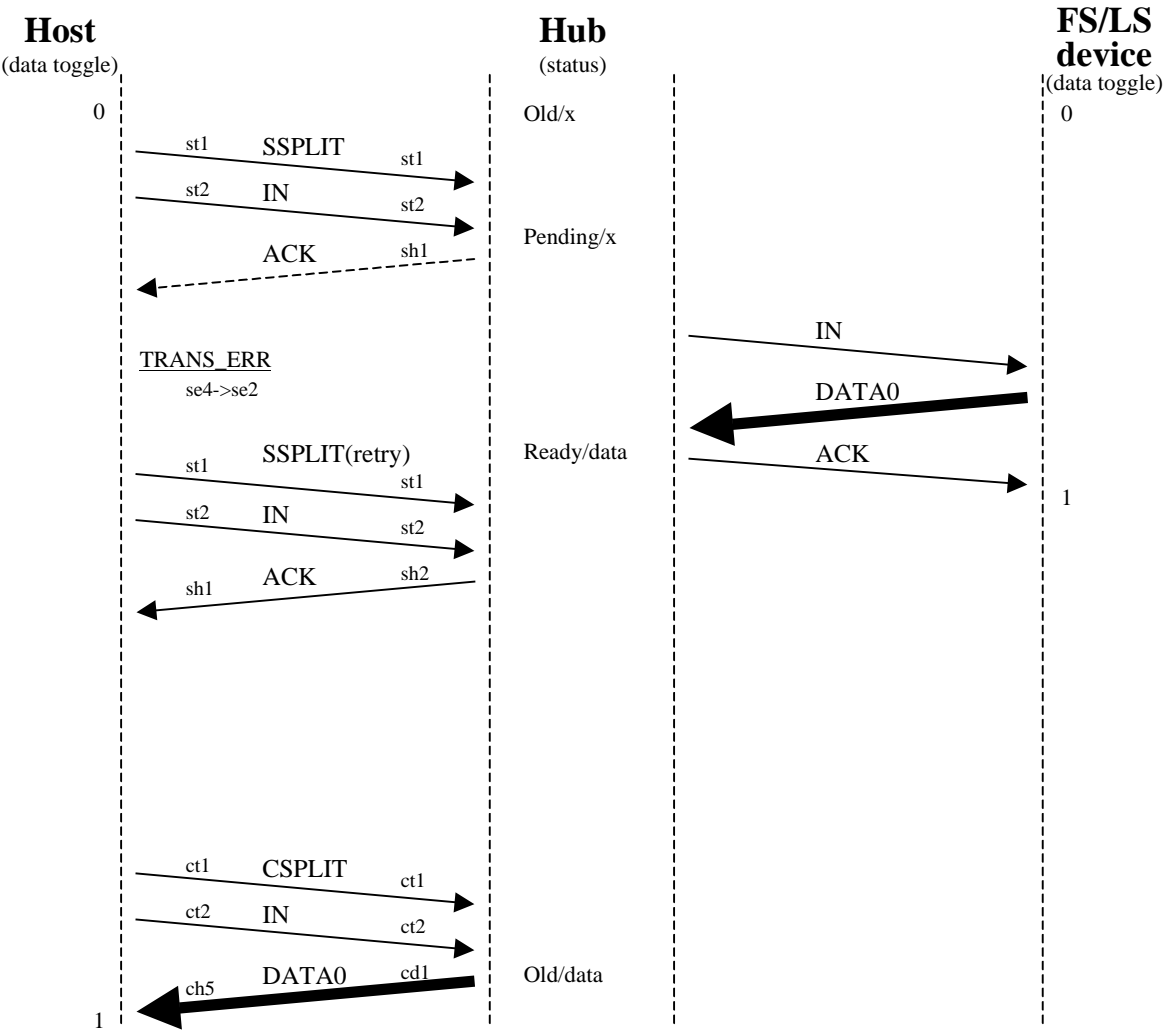 Host
(data toggle)
Hub
(status)
FS/LS
device
(data toggle)
0
Old/x
0
st1 SSPLIT st1
st2 IN st2
Pending/x
ACK sh1
IN
TRANS_ERR
se4->se2
DATA0
SSPLIT(retry)
Ready/data
ACK
st1 st1
1
st2 IN st2
ACK sh2
sh1
ct1 CSPLIT ct1
ct2 IN ct2
DATA0 cd1
Old/data
ch5
1